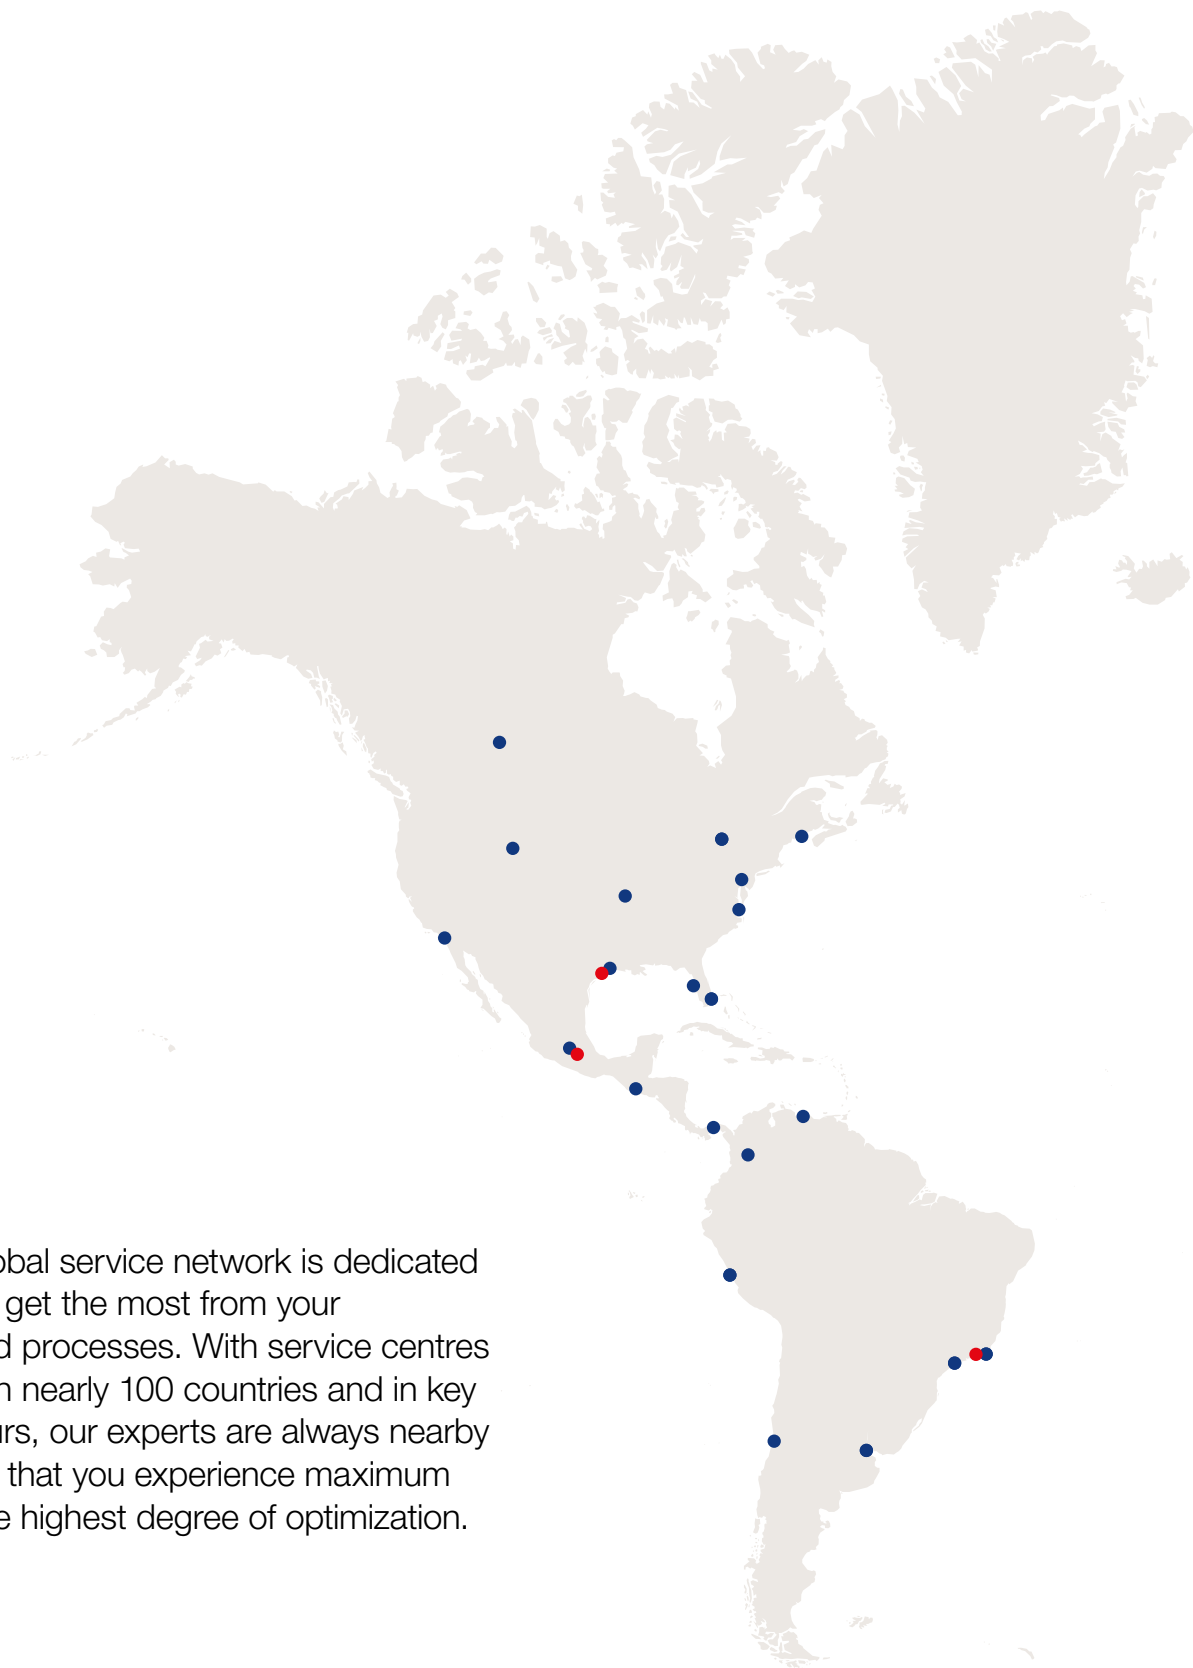 obal service network is dedicated
get the most from your
d processes. With service centres
n nearly 100 countries and in key
urs, our experts are always nearby
that you experience maximum
e highest degree of optimization.